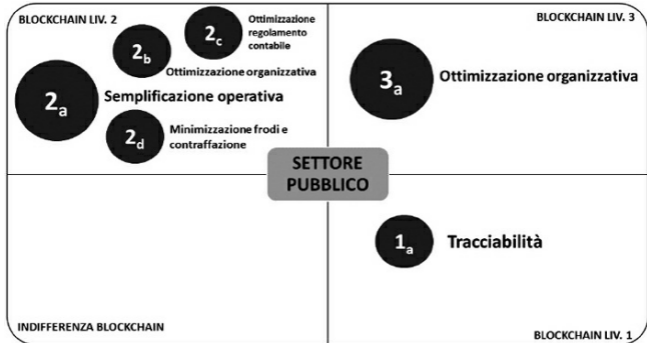 BLOCKCHAIN LIV. 2
2c
Ottimizzazione
regolamento
contabile
2b
Ottimizzazione organizzativa
2a
Semplificazione operativa
2d
Minimizzazione frodi e
contraffazione
BLOCKCHAIN LIV. 3
3a
Ottimizzazione organizzativa
SETTORE
PUBBLICO
1a
Tracciabilità
INDIFFERENZA BLOCKCHAIN
BLOCKCHAIN LIV. 1